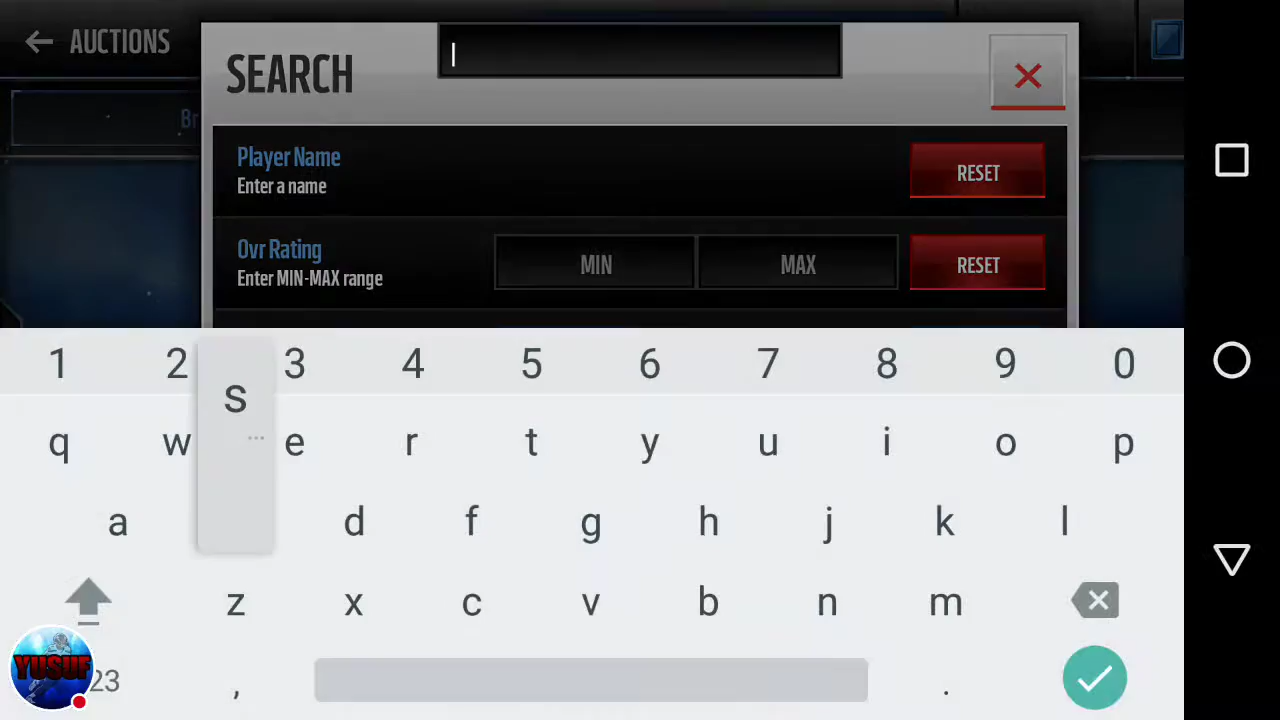 AUCTIONS
SEARCH
Br
Player Name
Enter a name
RESET
Ovr Rating
Enter MIN-MAX range
MIN
MAX
RESET
1 2 3 4 5 6 7 8 9 0
s
q w e r t y u i o p
a d f g h j k l
z x c v b n m
YUSUF
23 , .